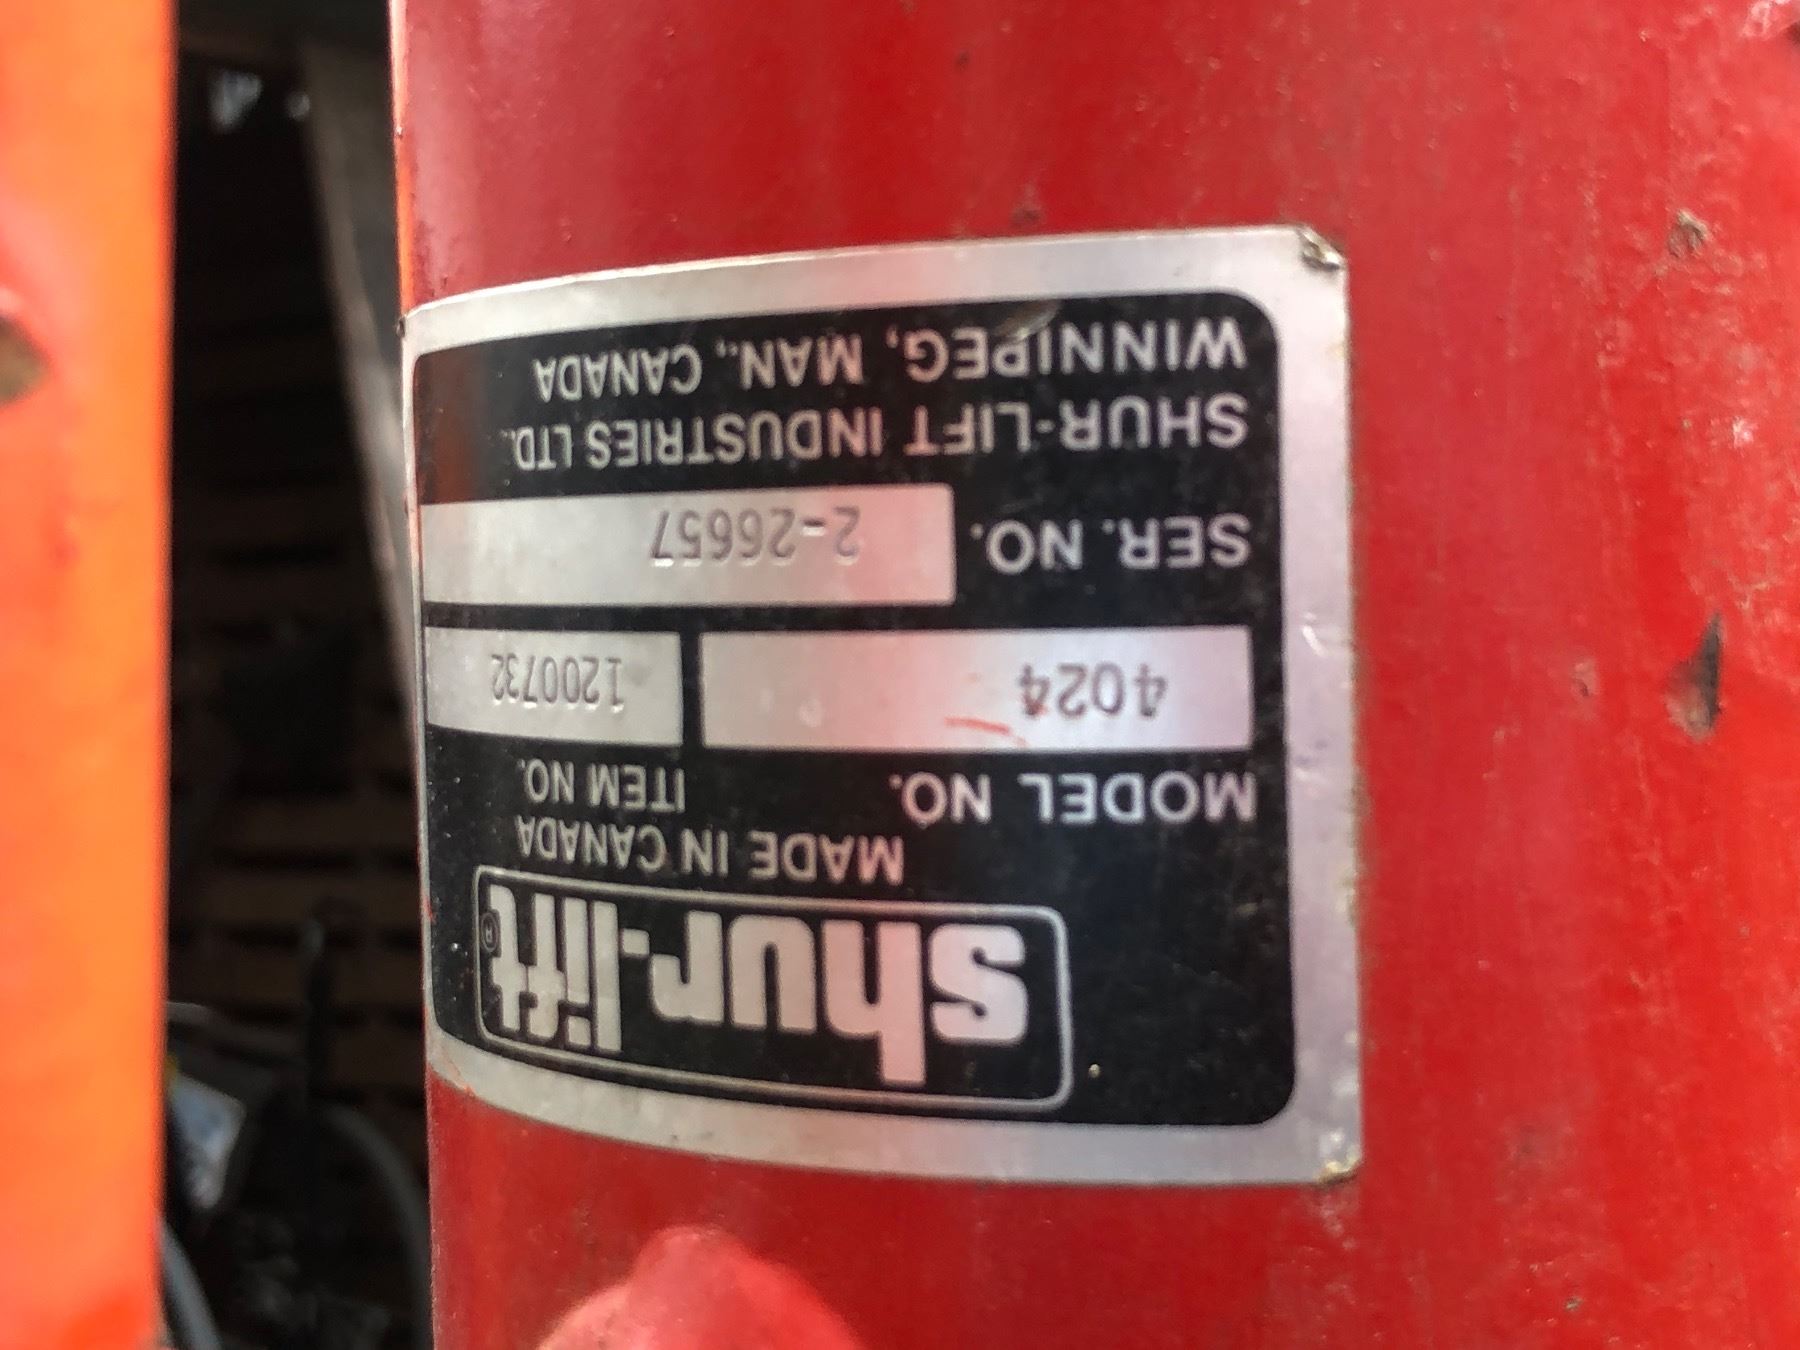 shur-lift®
MADE IN CANADA
MODEL NO. ITEM NO.
4024 1200732
SER. NO. 2-26657
SHUR-LIFT INDUSTRIES LTD.
WINNIPEG, MAN., CANADA